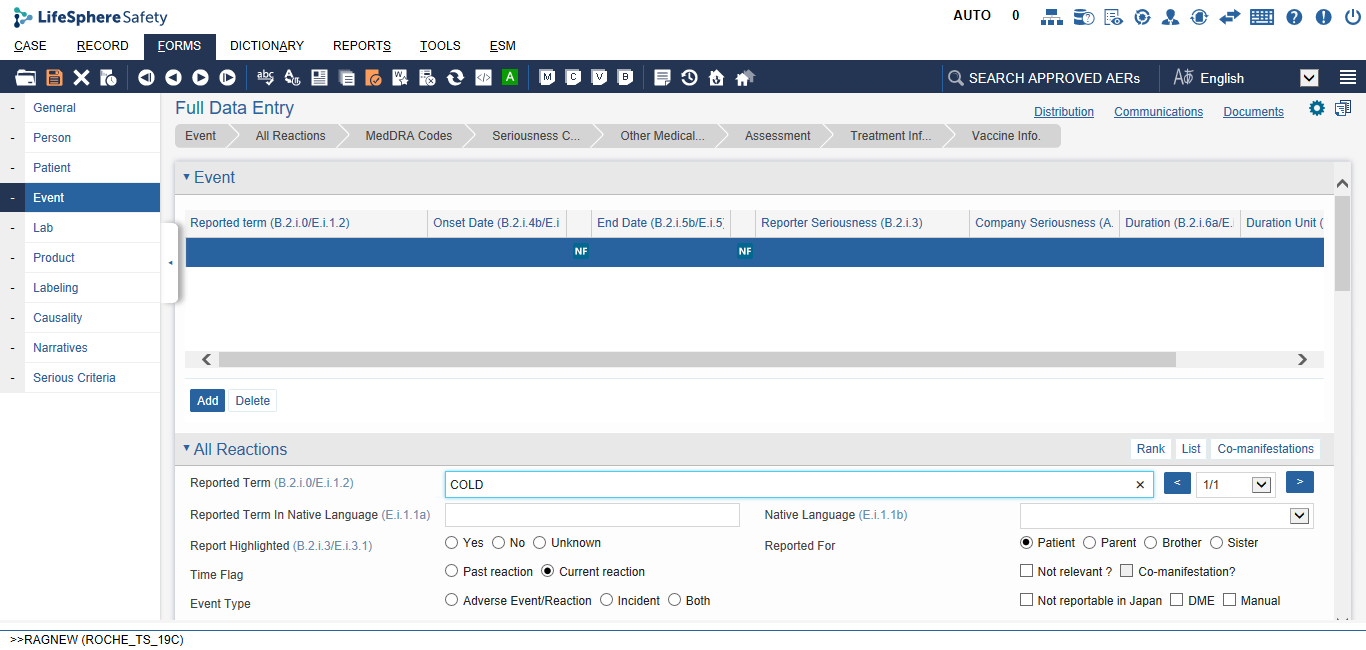 LifeSphereSafety
AUTO 0
CASE RECORD FORMS DICTIONARY REPORTS TOOLS ESM
abc A W </> A M C V B SEARCH APPROVED AERs English
- General
- Person
- Patient
- Event
- Lab
- Product
- Labeling
- Causality
- Narratives
- Serious Criteria
Full Data Entry
Distribution Communications Documents
Event All Reactions MedDRA Codes Seriousness C... Other Medical... Assessment Treatment Inf... Vaccine Info.
Event
Reported term (B.2.i.0/E.i.1.2) Onset Date (B.2.i.4b/E.i End Date (B.2.i.5b/E.i.5) Reporter Seriousness (B.2.i.3) Company Seriousness (A. Duration (B.2.i.6a/E. Duration Unit (
NF NF
Add Delete
All Reactions Rank List Co-manifestations
Reported Term (B.2.i.0/E.i.1.2) COLD × < 1/1 >
Reported Term In Native Language (E.i.1.1a) Native Language (E.i.1.1b)
Report Highlighted (B.2.i.3/E.i.3.1) Yes No Unknown Reported For Patient Parent Brother Sister
Time Flag Past reaction Current reaction Not relevant ? Co-manifestation?
Event Type Adverse Event/Reaction Incident Both Not reportable in Japan DME Manual
>>RAGNEW (ROCHE_TS_19C)